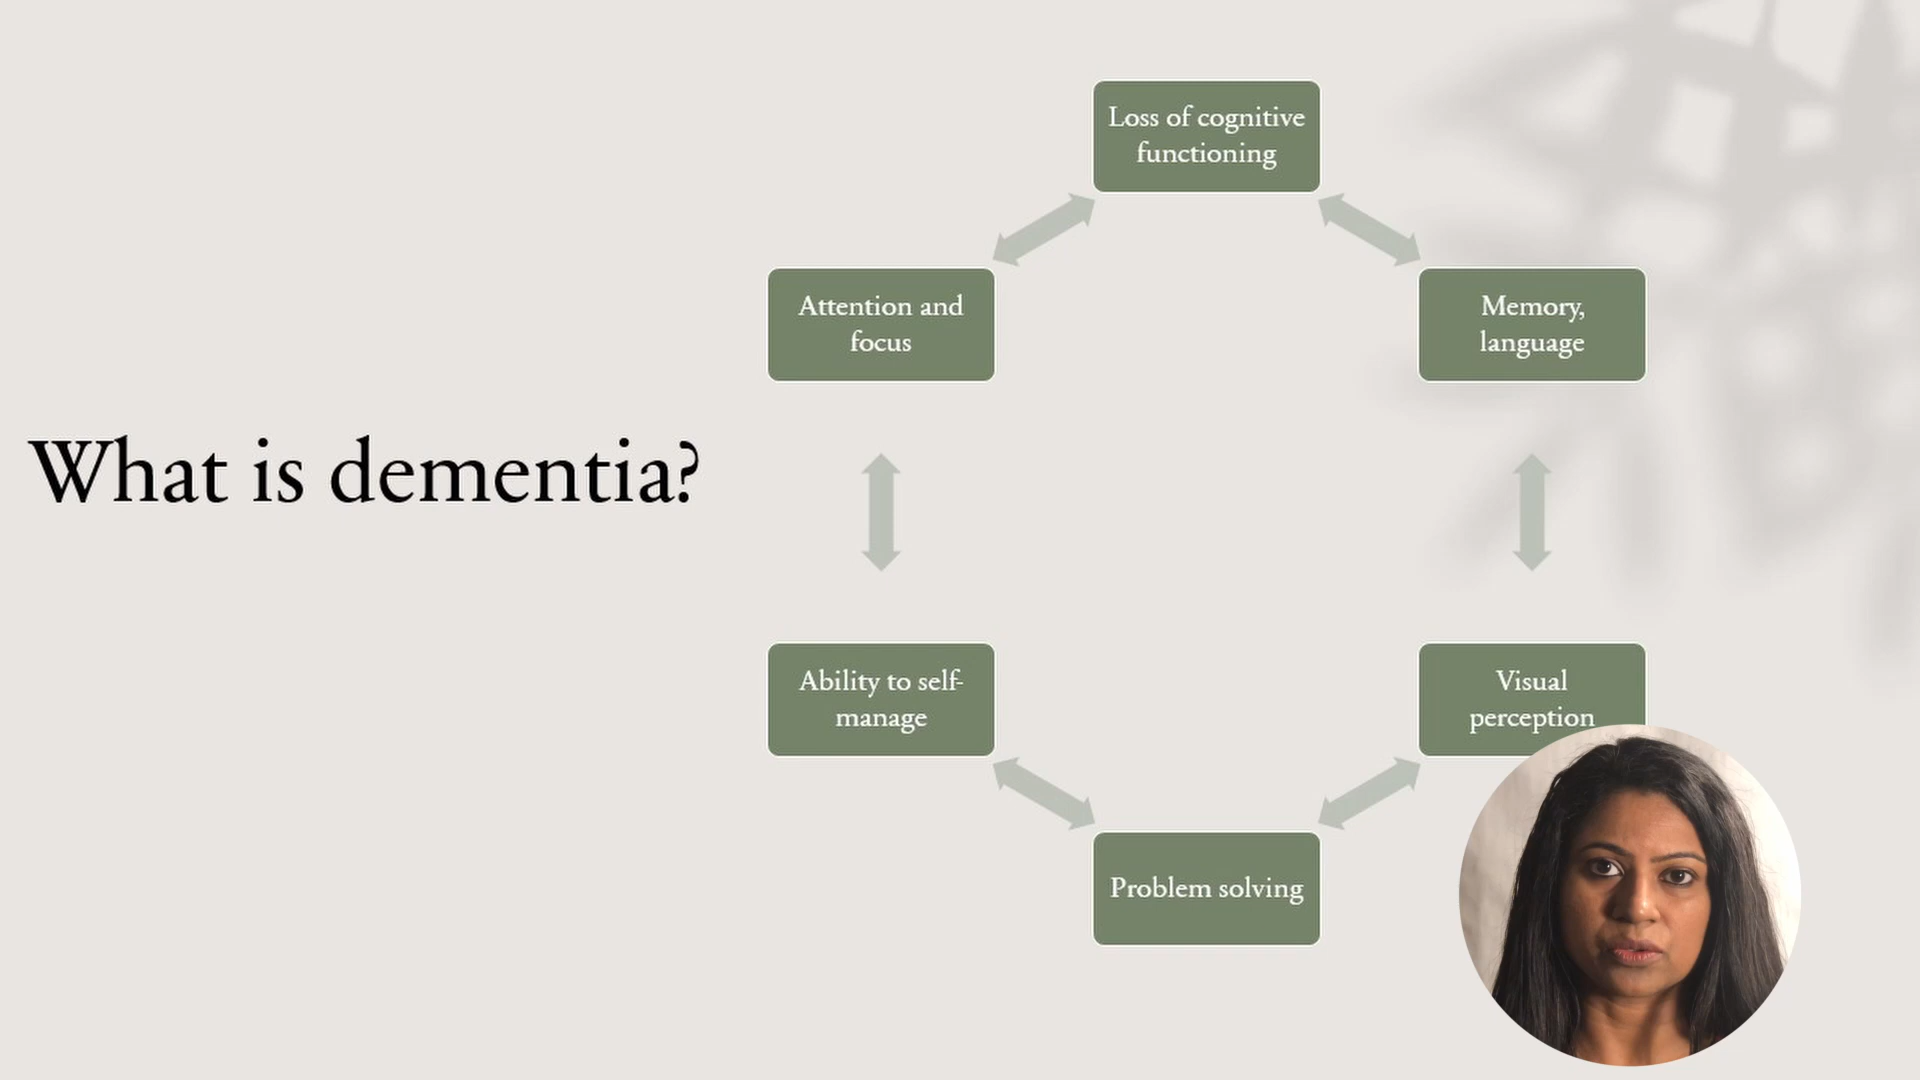 What is dementia?
Loss of cognitive
functioning
Memory,
language
Visual
perception
Problem solving
Ability to self-
manage
Attention and
focus